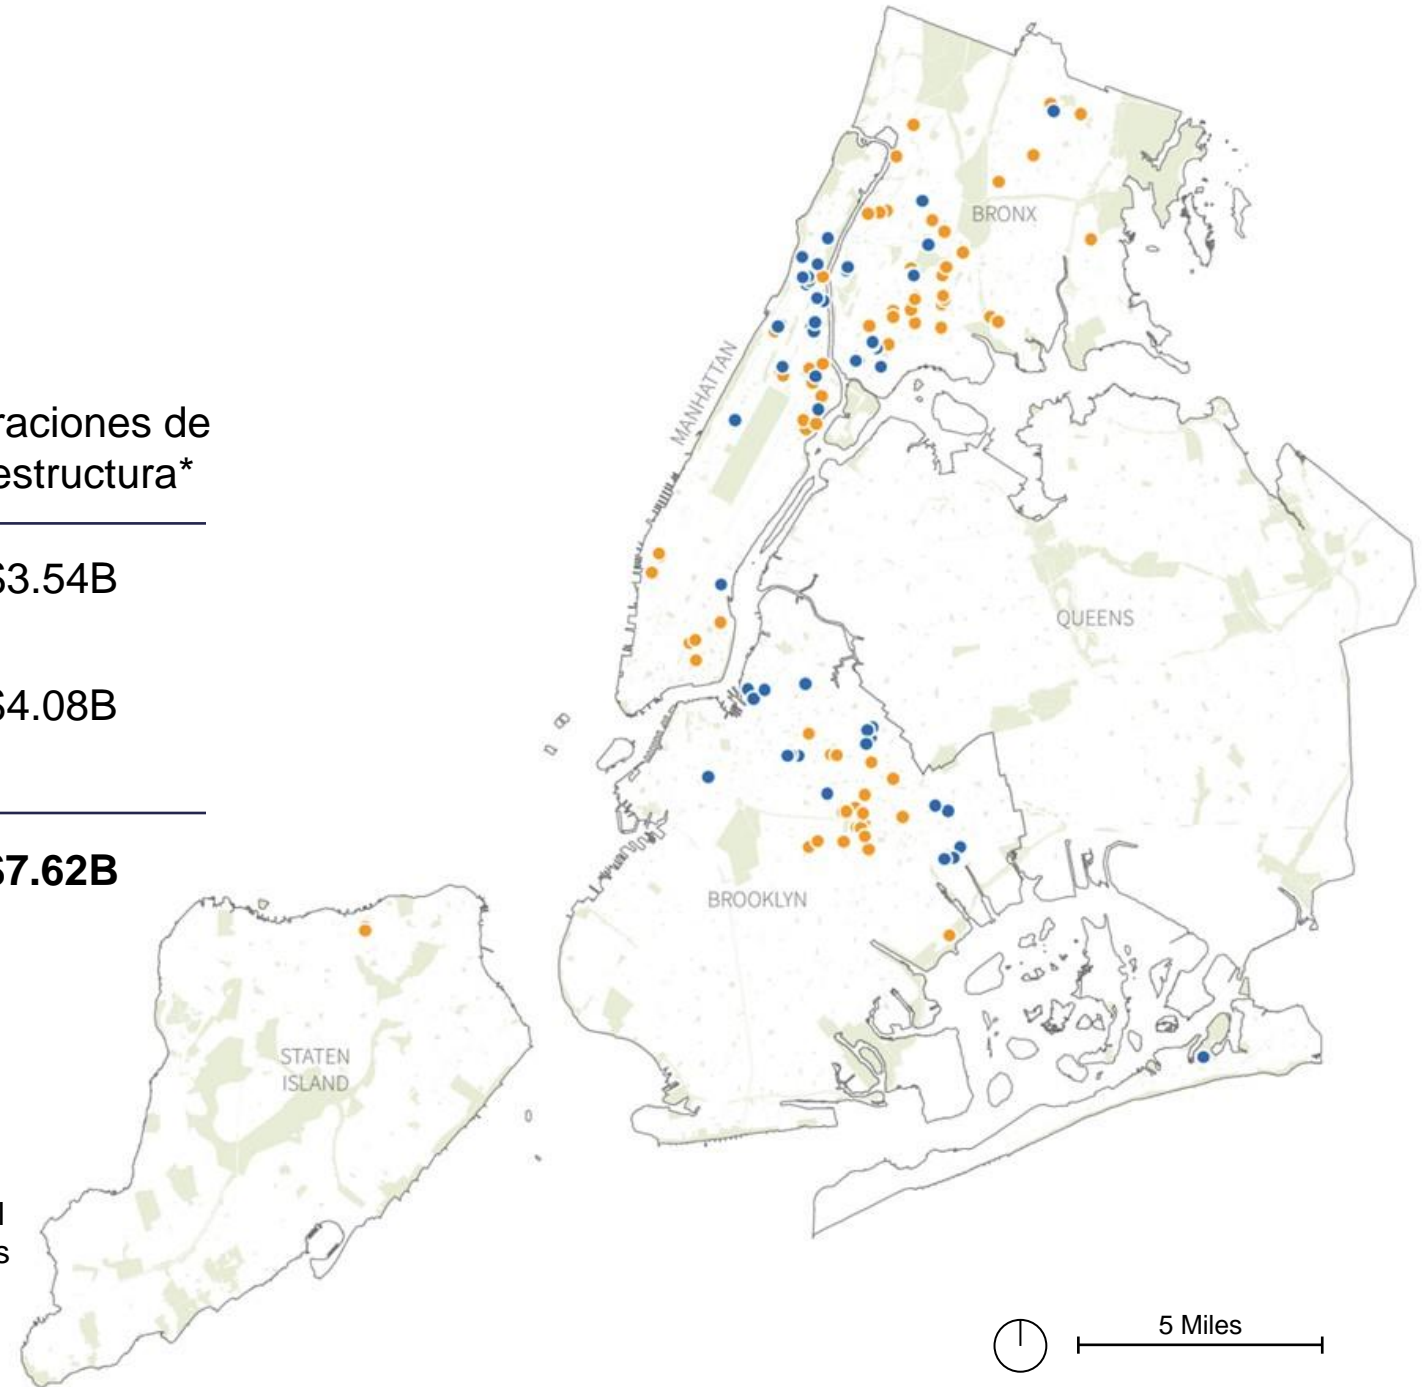 raciones de
estructura*
$3.54B
$4.08B
$7.62B
s
BRONX
MANHATTAN
QUEENS
BROOKLYN
STATEN
ISLAND
5 Miles